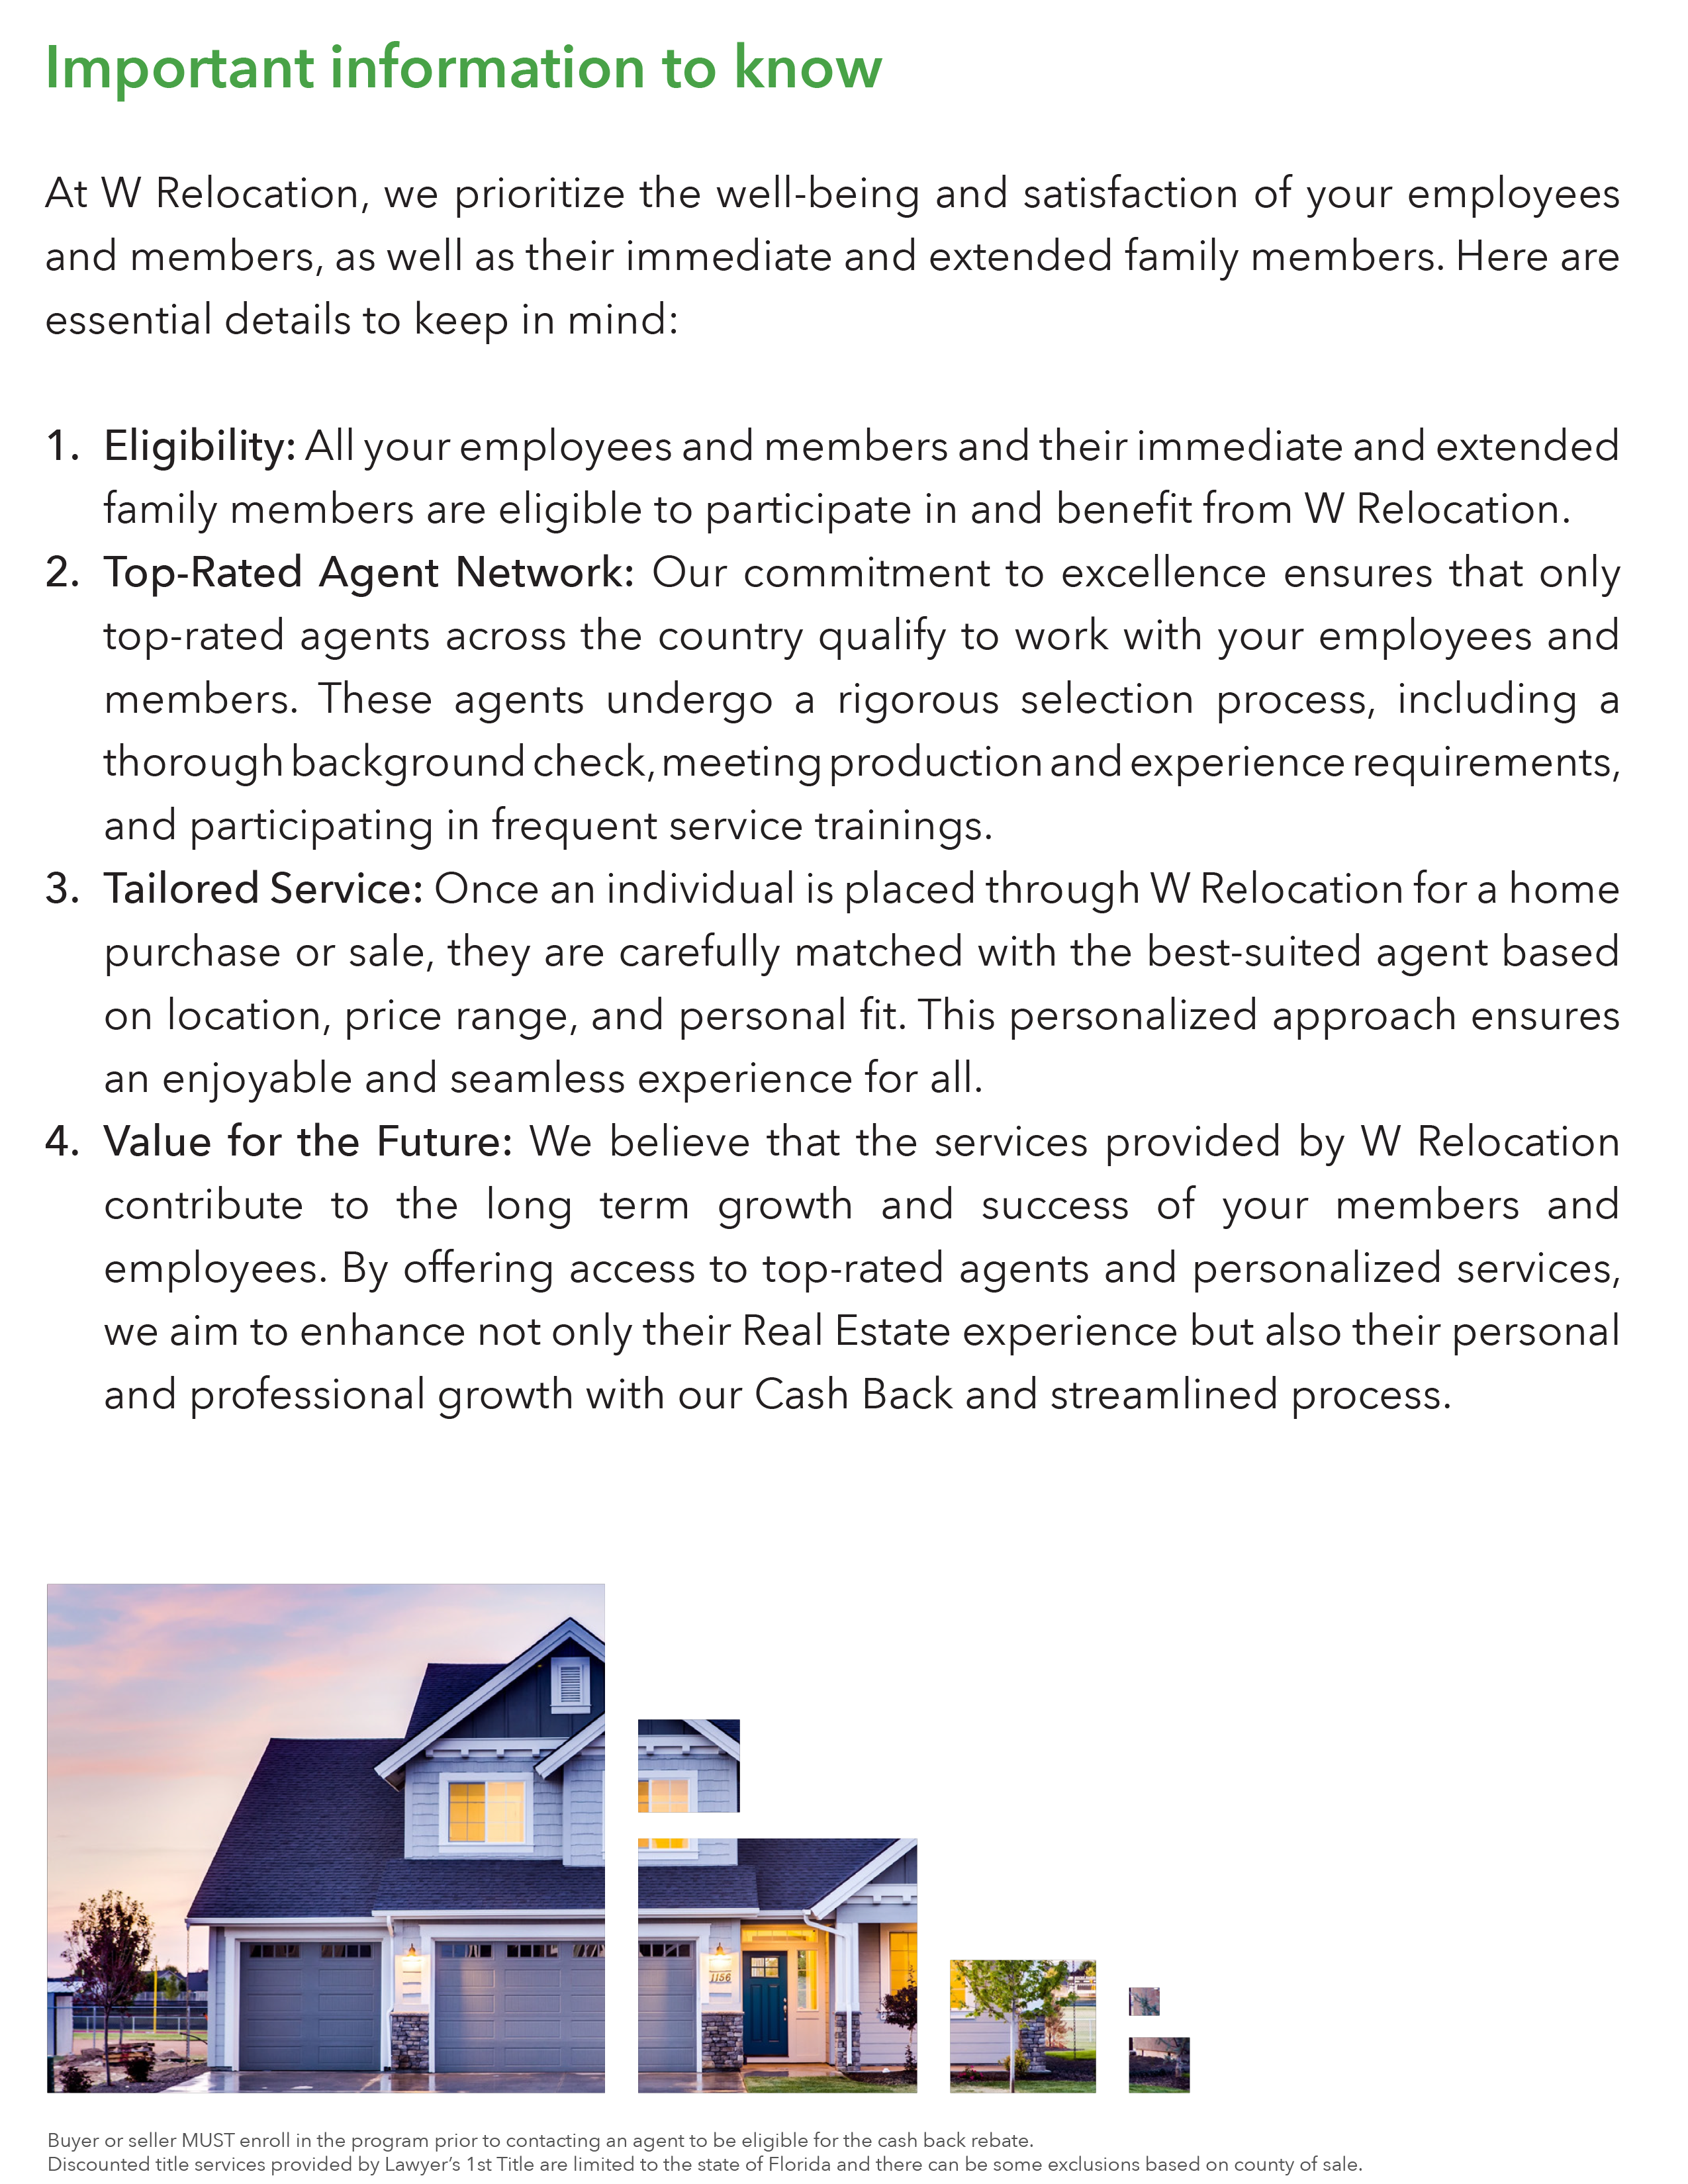 Important information to know
At W Relocation, we prioritize the well-being and satisfaction of your employees
and members, as well as their immediate and extended family members. Here are
essential details to keep in mind:
1. Eligibility: All your employees and members and their immediate and extended
family members are eligible to participate in and benefit from W Relocation.
2. Top-Rated Agent Network: Our commitment to excellence ensures that only
top-rated agents across the country qualify to work with your employees and
members. These agents undergo a rigorous selection process, including a
thorough background check, meeting production and experience requirements,
and participating in frequent service trainings.
3. Tailored Service: Once an individual is placed through W Relocation for a home
purchase or sale, they are carefully matched with the best-suited agent based
on location, price range, and personal fit. This personalized approach ensures
an enjoyable and seamless experience for all.
4. Value for the Future: We believe that the services provided by W Relocation
contribute to the long term growth and success of your members and
employees. By offering access to top-rated agents and personalized services,
we aim to enhance not only their Real Estate experience but also their personal
and professional growth with our Cash Back and streamlined process.
1156
Buyer or seller MUST enroll in the program prior to contacting an agent to be eligible for the cash back rebate.
Discounted title services provided by Lawyer's 1st Title are limited to the state of Florida and there can be some exclusions based on county of sale.